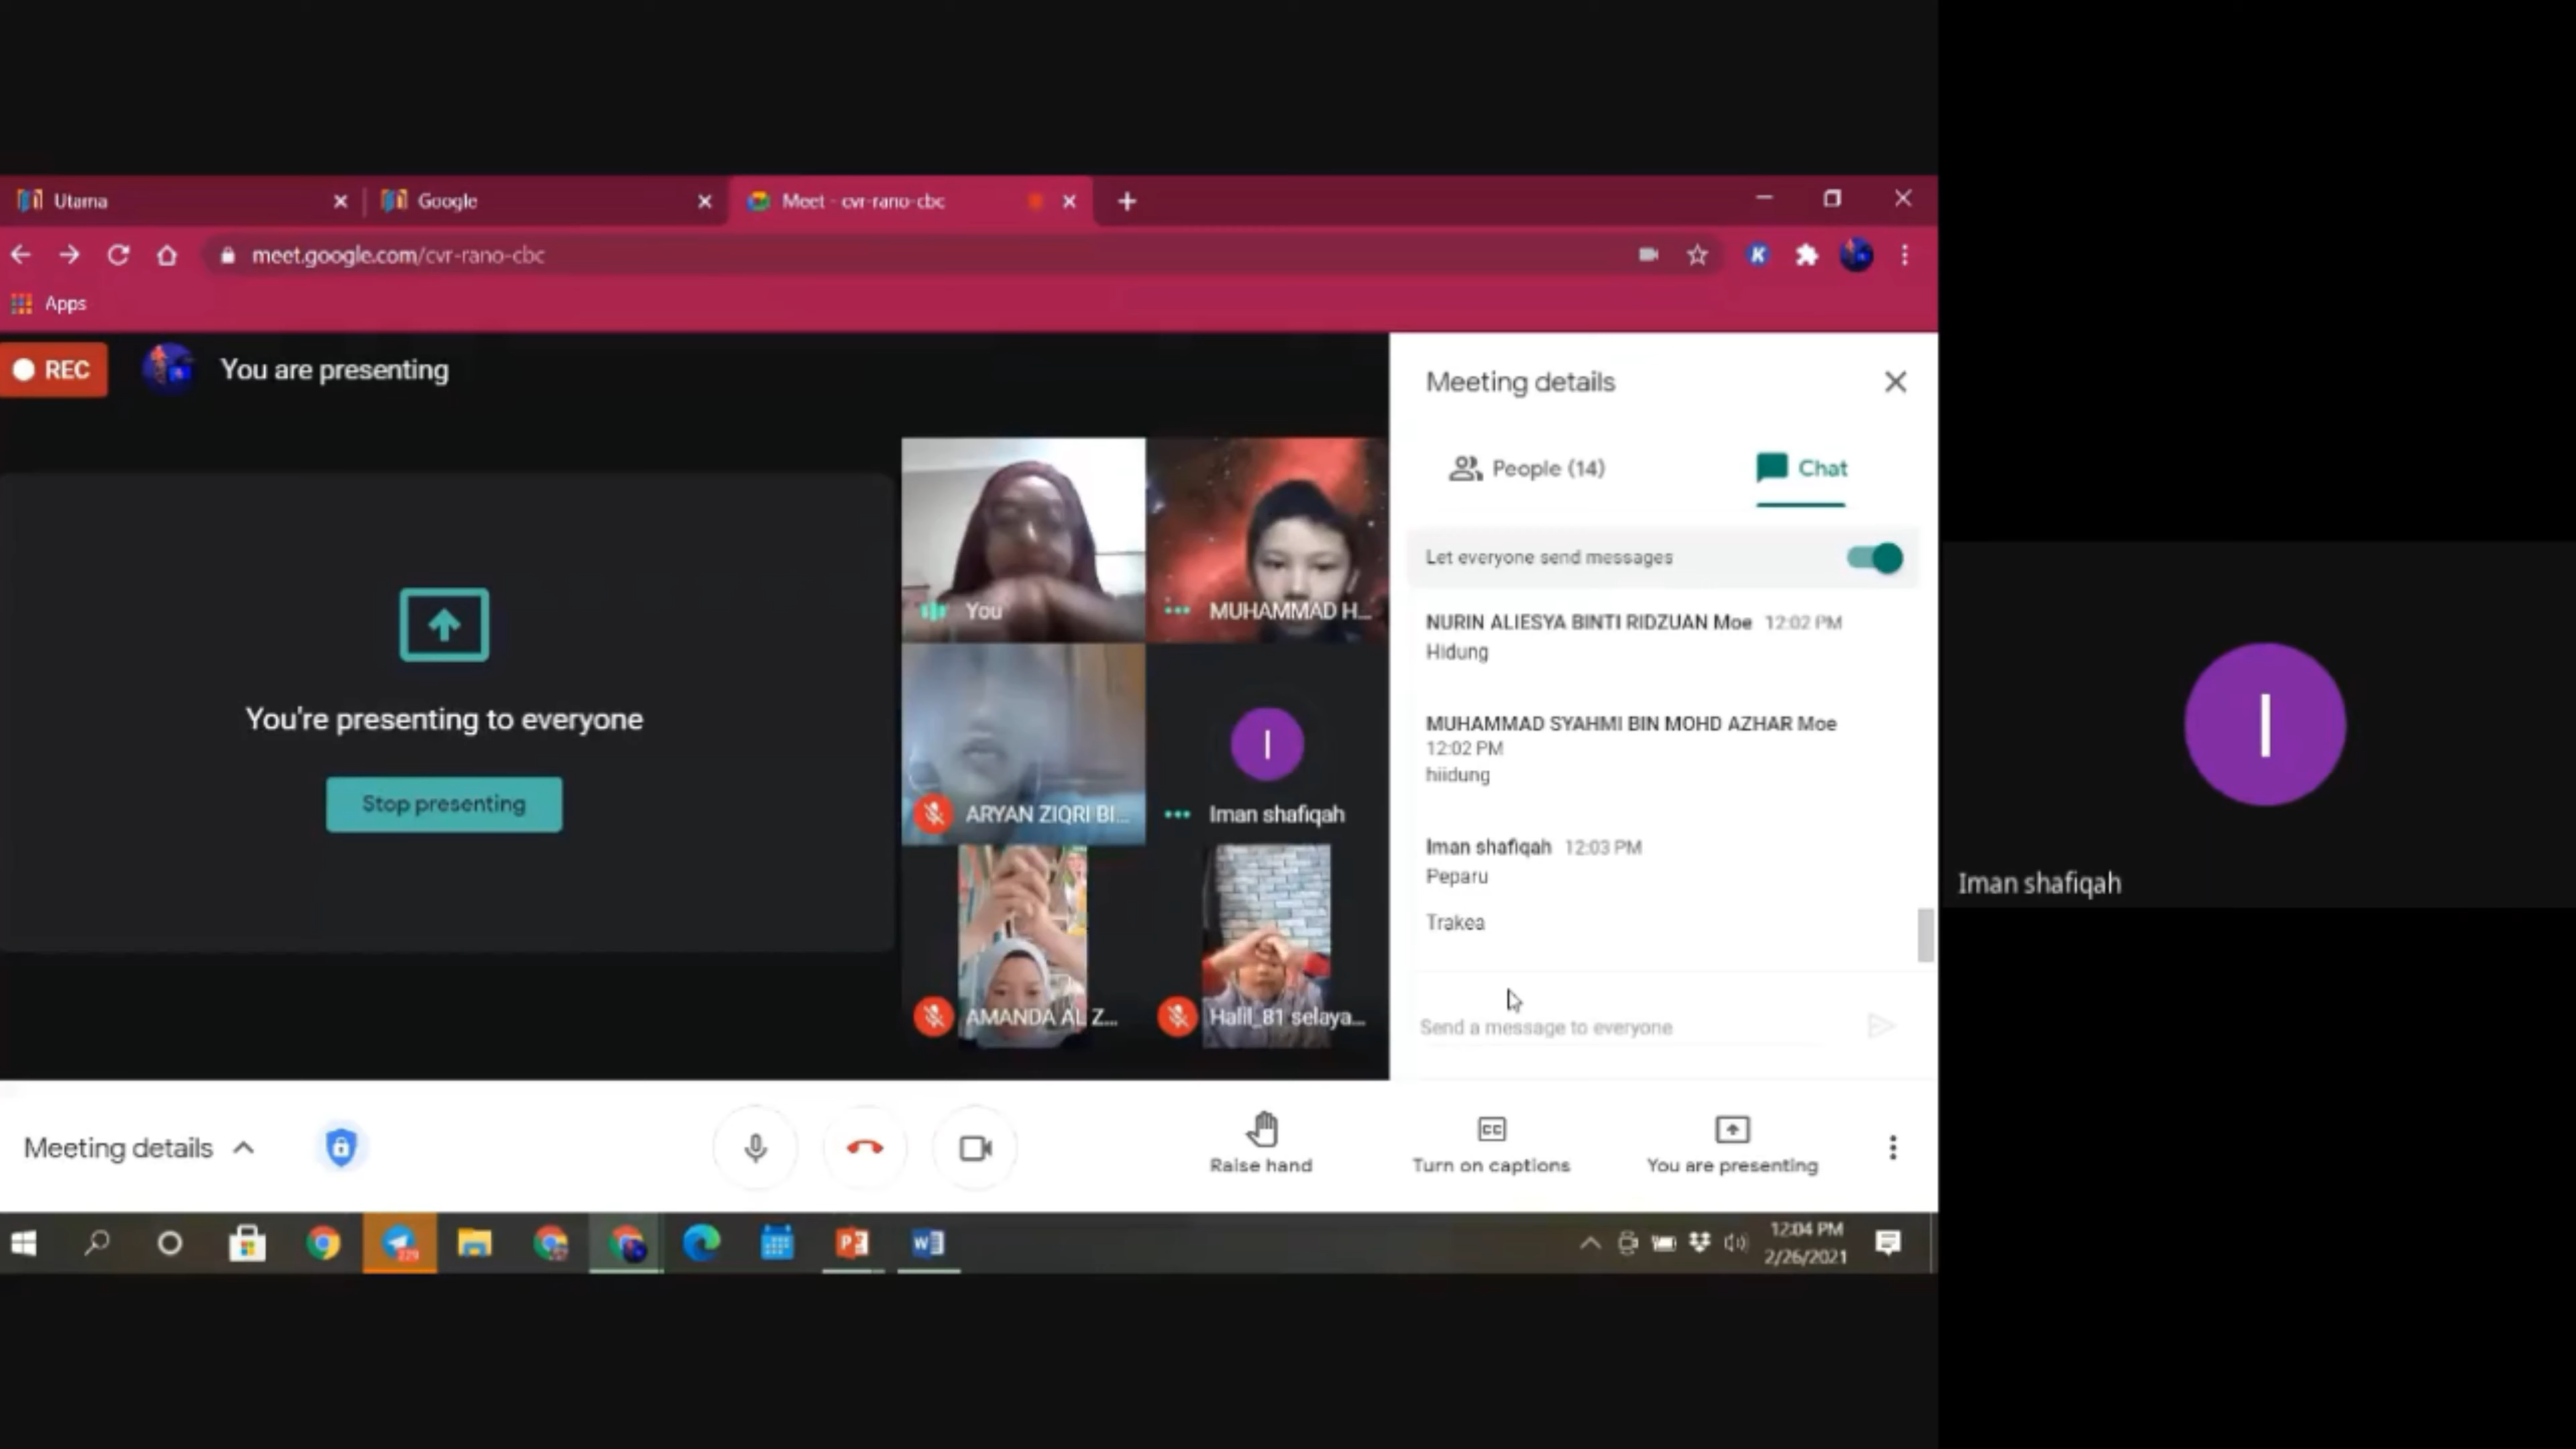 Utama
Google
Meet - cvr-rano-cbc
meet.google.com/cvr-rano-cbc
K
Apps
REC
You are presenting
Meeting details
People (14)
Chat
Let everyone send messages
NURIN ALIESYA BINTI RIDZUAN Moe 12:02 PM
Hidung
MUHAMMAD SYAHMI BIN MOHD AZHAR Moe
12:02 PM
hiidung
Iman shafiqah 12:03 PM
Peparu
Trakea
Send a message to everyone
You're presenting to everyone
Stop presenting
You
MUHAMMAD H...
ARYAN ZIQRI BI...
I
Iman shafiqah
AMANDA AL Z...
Halil_81 selaya...
I
Iman shafiqah
Meeting details
Raise hand
CC
Turn on captions
You are presenting
229
12:04 PM
2/26/2021